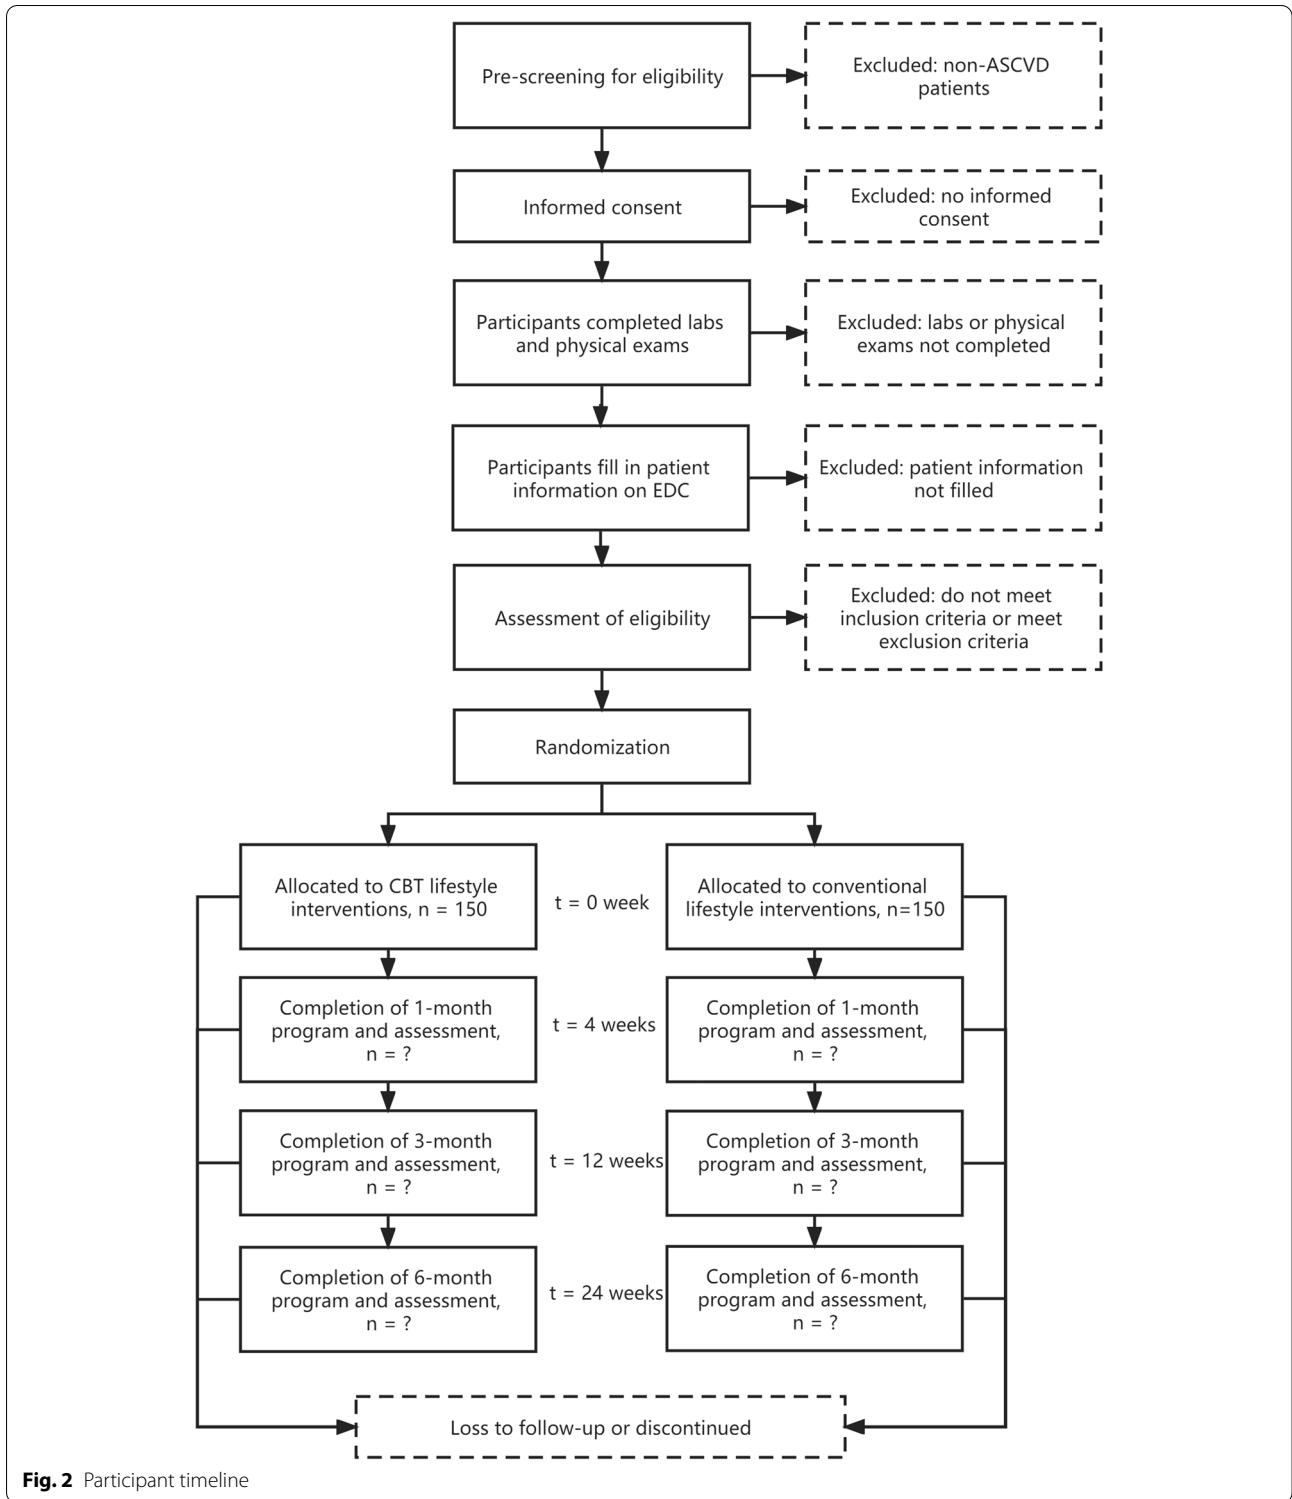 Pre-screening for eligibility
Excluded: non-ASCVD
patients
Informed consent
Excluded: no informed
consent
Participants completed labs
and physical exams
Excluded: labs or physical
exams not completed
Participants fill in patient
information on EDC
Excluded: patient information
not filled
Assessment of eligibility
Excluded: do not meet
inclusion criteria or meet
exclusion criteria
Randomization
Allocated to CBT lifestyle
interventions, n = 150
t = 0 week
Allocated to conventional
lifestyle interventions, n=150
Completion of 1-month
program and assessment,
n = ?
t = 4 weeks
Completion of 1-month
program and assessment,
n = ?
Completion of 3-month
program and assessment,
n = ?
t = 12 weeks
Completion of 3-month
program and assessment,
n = ?
Completion of 6-month
program and assessment,
n = ?
t = 24 weeks
Completion of 6-month
program and assessment,
n = ?
Loss to follow-up or discontinued
Fig. 2 Participant timeline